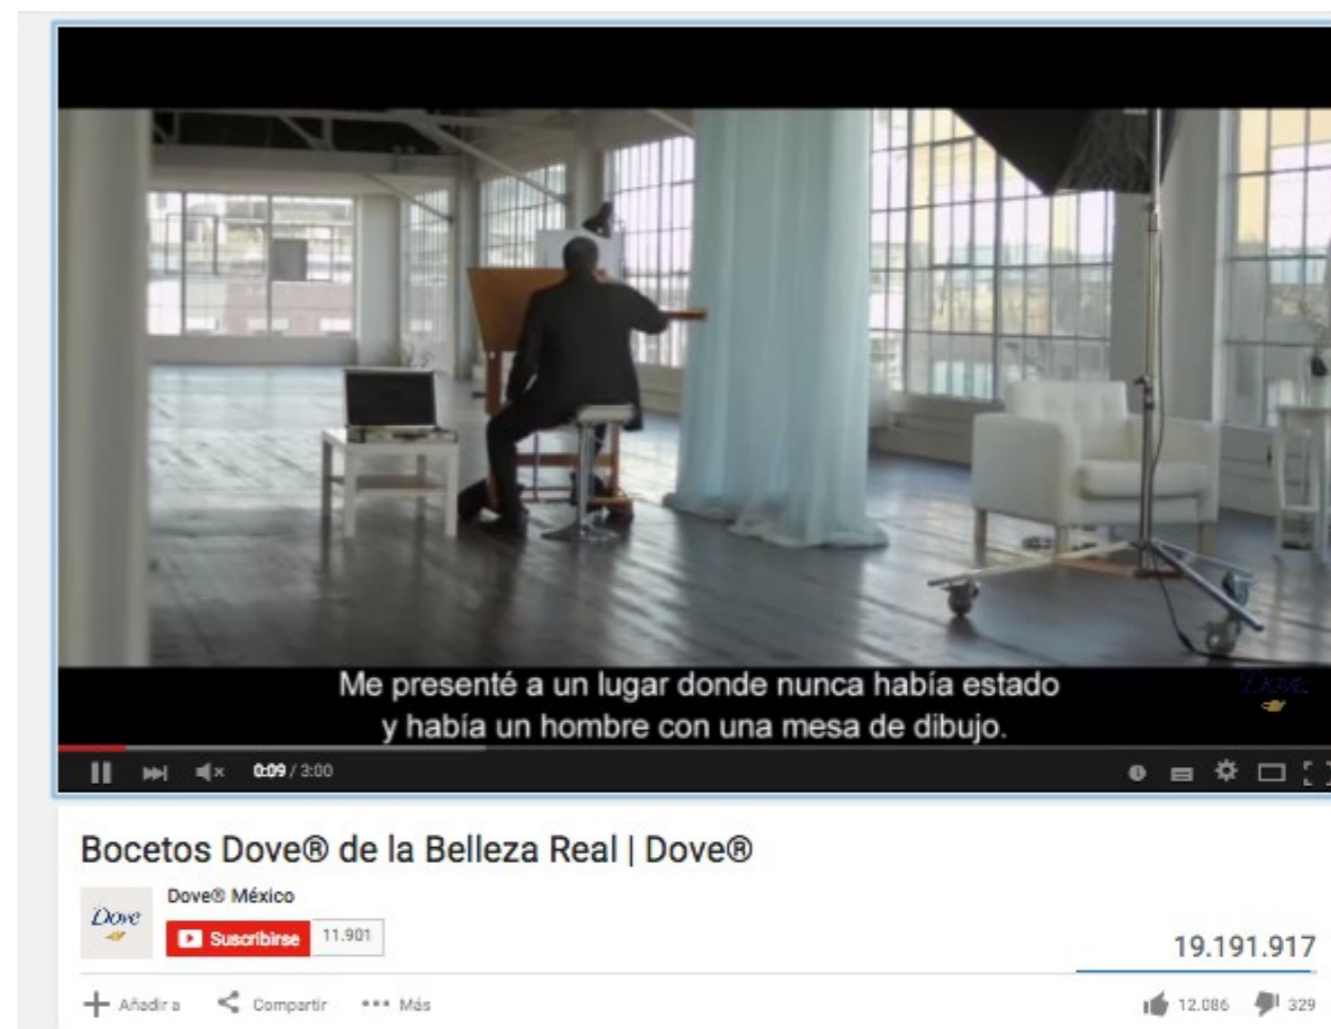 Me presenté a un lugar donde nunca había estado
y había un hombre con una mesa de dibujo.
Dove
0:09 / 3:00
Bocetos Dove® de la Belleza Real | Dove®
Dove
Dove® México
Suscribirse 11.901
19.191.917
Añadir a Compartir Más
12.086 329